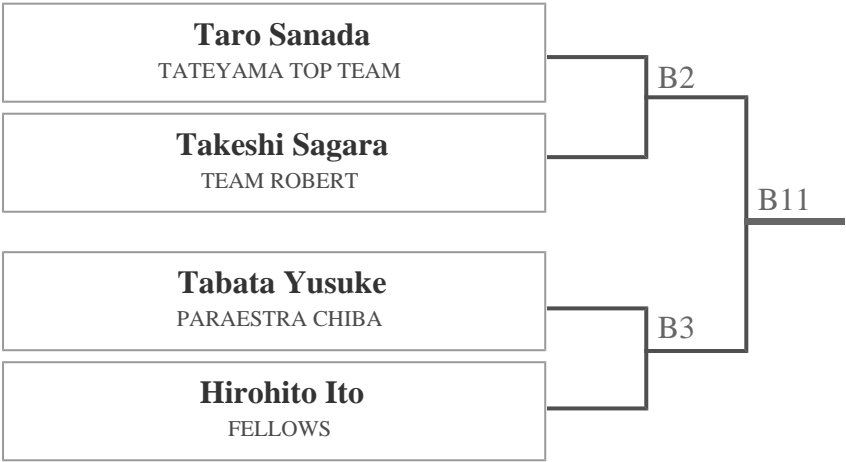 Taro Sanada
TATEYAMA TOP TEAM
B2
Takeshi Sagara
TEAM ROBERT
B11
Tabata Yusuke
PARAESTRA CHIBA
B3
Hirohito Ito
FELLOWS